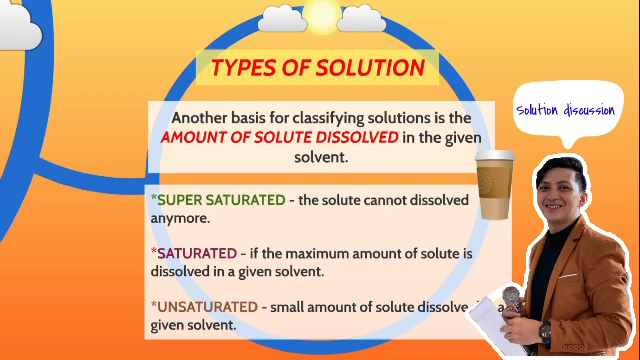 TYPES OF SOLUTION
Solution discussion
Another basis for classifying solutions is the
AMOUNT OF SOLUTE DISSOLVED in the given
solvent.
*SUPER SATURATED - the solute cannot dissolved
anymore.
*SATURATED - if the maximum amount of solute is
dissolved in a given solvent.
*UNSATURATED - small amount of solute dissolve a
given solvent.